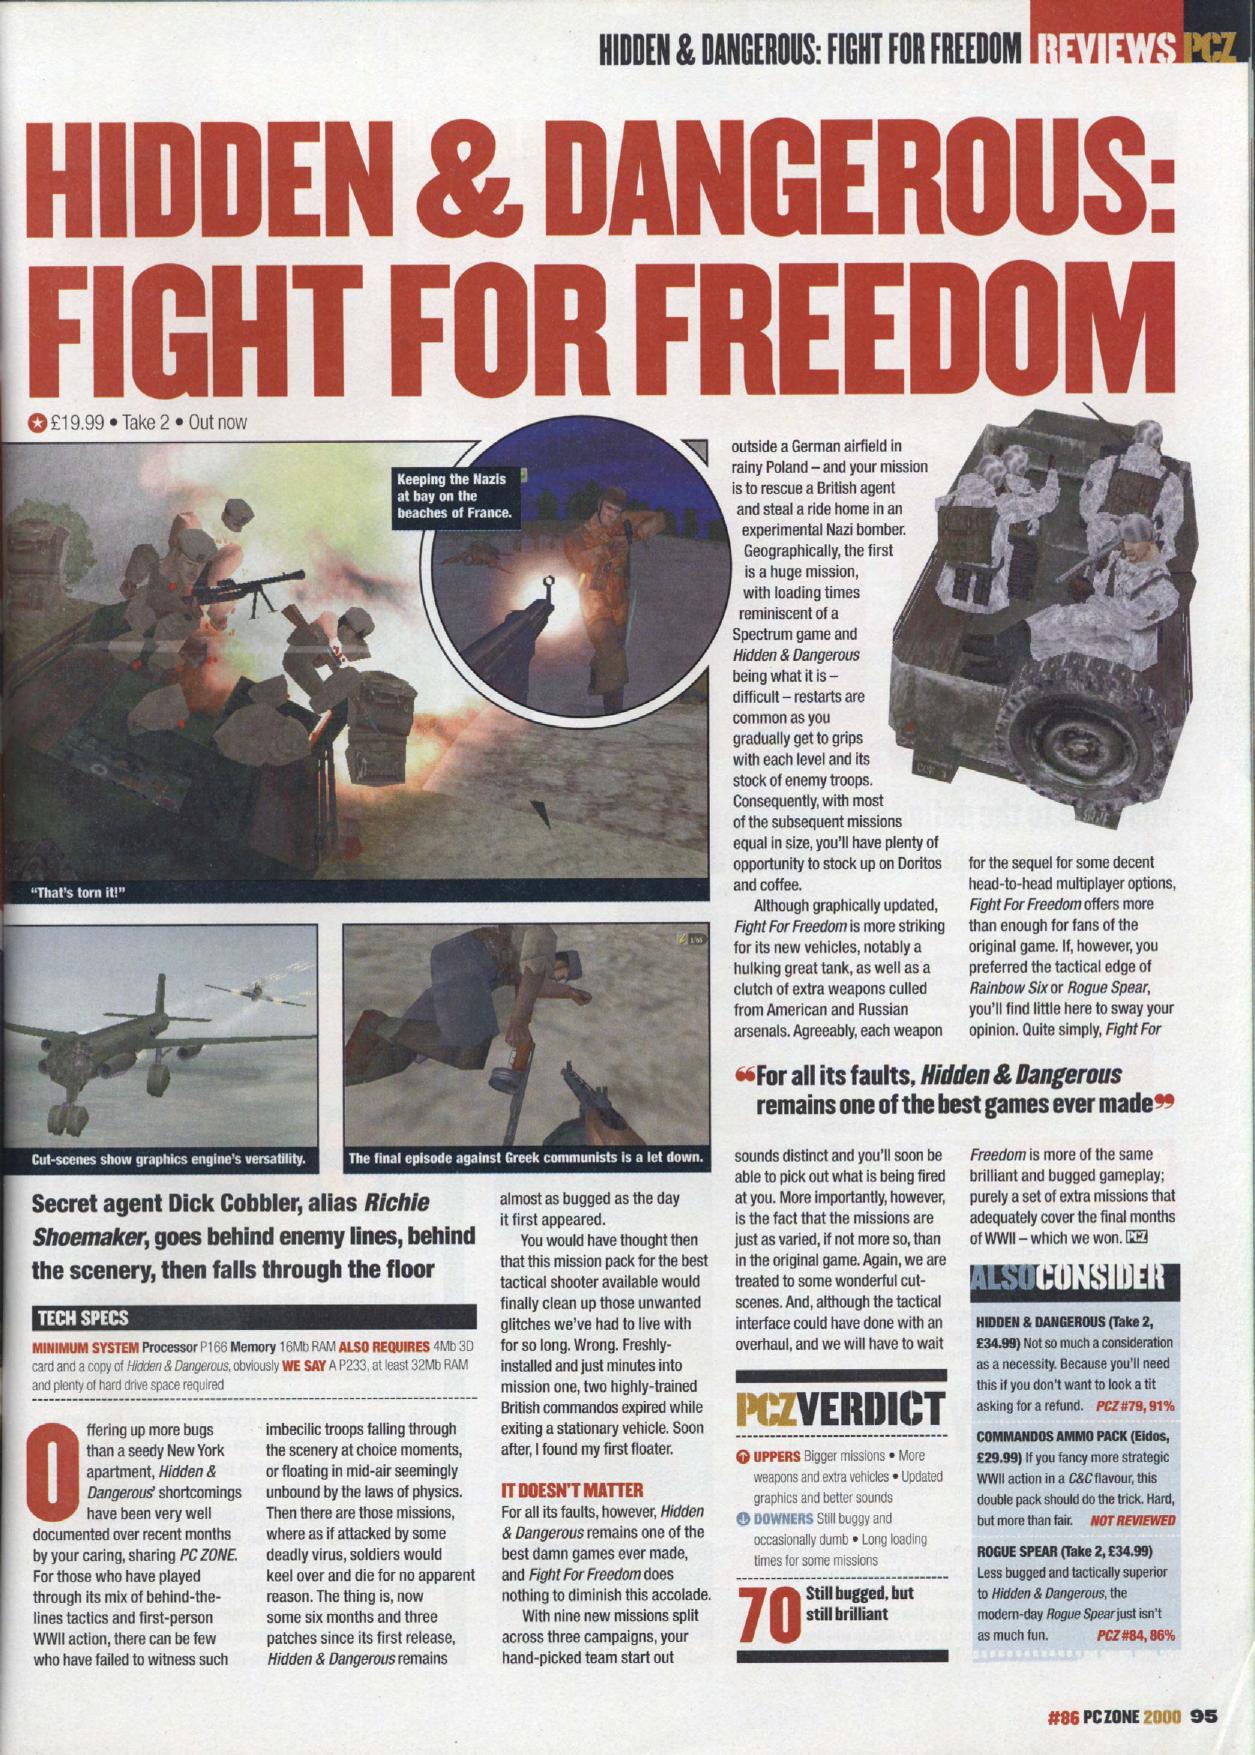 HIDDEN & DANGEROUS: FIGHT FOR FREEDOM REVIEWS PCZ
HIDDEN & DANGEROUS:
FIGHT FOR FREEDOM
£19.99 • Take 2 • Out now
Keeping the Nazis
at bay on the
beaches of France.
"That's torn it!"
Cut-scenes show graphics engine's versatility.
The final episode against Greek communists is a let down.
Secret agent Dick Cobbler, alias Richie
Shoemaker, goes behind enemy lines, behind
the scenery, then falls through the floor
TECH SPECS
MINIMUM SYSTEM Processor P166 Memory 16Mb RAM ALSO REQUIRES 4Mb 3D
card and a copy of Hidden & Dangerous, obviously WE SAY A P233, at least 32Mb RAM
and plenty of hard drive space required
Offering up more bugs
than a seedy New York
apartment, Hidden &
Dangerous' shortcomings
have been very well
documented over recent months
by your caring, sharing PC ZONE.
For those who have played
through its mix of behind-the-
lines tactics and first-person
WWII action, there can be few
who have failed to witness such
imbecilic troops falling through
the scenery at choice moments,
or floating in mid-air seemingly
unbound by the laws of physics.
Then there are those missions,
where as if attacked by some
deadly virus, soldiers would
keel over and die for no apparent
reason. The thing is, now
some six months and three
patches since its first release,
Hidden & Dangerous remains
almost as bugged as the day
it first appeared.
You would have thought then
that this mission pack for the best
tactical shooter available would
finally clean up those unwanted
glitches we've had to live with
for so long. Wrong. Freshly-
installed and just minutes into
mission one, two highly-trained
British commandos expired while
exiting a stationary vehicle. Soon
after, I found my first floater.
IT DOESN'T MATTER
For all its faults, however, Hidden
& Dangerous remains one of the
best damn games ever made,
and Fight For Freedom does
nothing to diminish this accolade.
With nine new missions split
across three campaigns, your
hand-picked team start out
outside a German airfield in
rainy Poland – and your mission
is to rescue a British agent
and steal a ride home in an
experimental Nazi bomber.
Geographically, the first
is a huge mission,
with loading times
reminiscent of a
Spectrum game and
Hidden & Dangerous
being what it is –
difficult – restarts are
common as you
gradually get to grips
with each level and its
stock of enemy troops.
Consequently, with most
of the subsequent missions
equal in size, you'll have plenty of
opportunity to stock up on Doritos
and coffee.
Although graphically updated,
Fight For Freedom is more striking
for its new vehicles, notably a
hulking great tank, as well as a
clutch of extra weapons culled
from American and Russian
arsenals. Agreeably, each weapon
sounds distinct and you'll soon be
able to pick out what is being fired
at you. More importantly, however,
is the fact that the missions are
just as varied, if not more so, than
in the original game. Again, we are
treated to some wonderful cut-
scenes. And, although the tactical
interface could have done with an
overhaul, and we will have to wait
for the sequel for some decent
head-to-head multiplayer options,
Fight For Freedom offers more
than enough for fans of the
original game. If, however, you
preferred the tactical edge of
Rainbow Six or Rogue Spear,
you'll find little here to sway your
opinion. Quite simply, Fight For
Freedom is more of the same
brilliant and bugged gameplay;
purely a set of extra missions that
adequately cover the final months
of WWII – which we won. PCZ
"For all its faults, Hidden & Dangerous
remains one of the best games ever made"
PCZVERDICT
UPPERS Bigger missions • More
weapons and extra vehicles • Updated
graphics and better sounds
DOWNERS Still buggy and
occasionally dumb • Long loading
times for some missions
70 Still bugged, but
still brilliant
ALSOCONSIDER
HIDDEN & DANGEROUS (Take 2,
£34.99) Not so much a consideration
as a necessity. Because you'll need
this if you don't want to look a tit
asking for a refund. PCZ #79, 91%
COMMANDOS AMMO PACK (Eidos,
£29.99) If you fancy more strategic
WWII action in a C&C flavour, this
double pack should do the trick. Hard,
but more than fair. NOT REVIEWED
ROGUE SPEAR (Take 2, £34.99)
Less bugged and tactically superior
to Hidden & Dangerous, the
modern-day Rogue Spear just isn't
as much fun. PCZ #84, 86%
#86 PC ZONE 2000 95